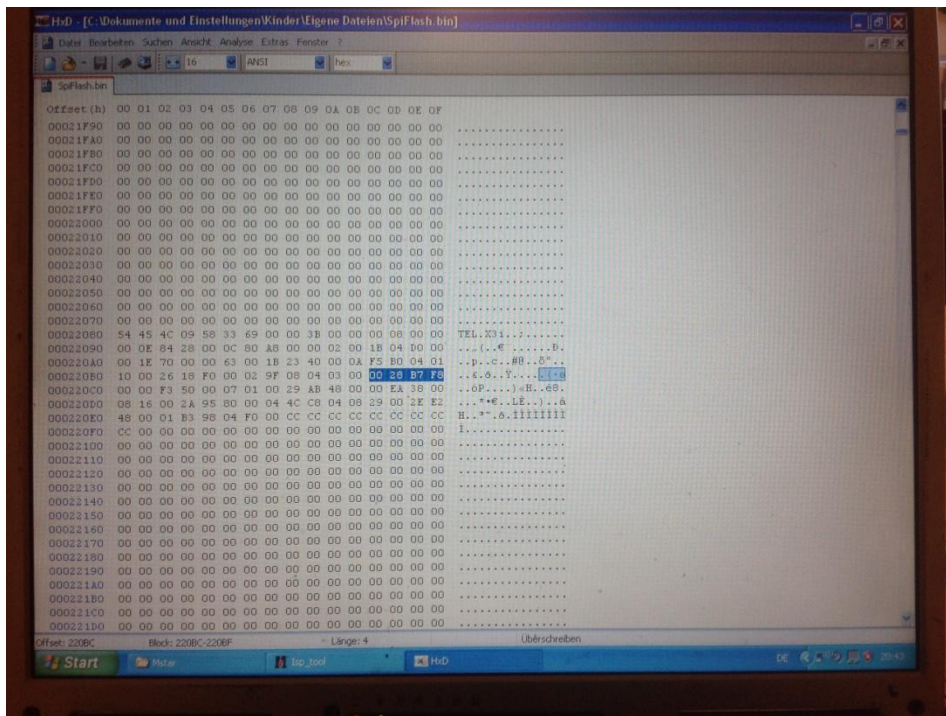 HxD - [C:\Dokumente und Einstellungen\Kinder\Eigene Dateien\SpiFlash.bin]
Datei Bearbeiten Suchen Ansicht Analyse Extras Fenster ?
16 ANSI hex
SpiFlash.bin
Offset(h) 00 01 02 03 04 05 06 07 08 09 0A 0B 0C 0D 0E 0F
00021F90 00 00 00 00 00 00 00 00 00 00 00 00 00 00 00 00 ................
00021FA0 00 00 00 00 00 00 00 00 00 00 00 00 00 00 00 00 ................
00021FB0 00 00 00 00 00 00 00 00 00 00 00 00 00 00 00 00 ................
00021FC0 00 00 00 00 00 00 00 00 00 00 00 00 00 00 00 00 ................
00021FD0 00 00 00 00 00 00 00 00 00 00 00 00 00 00 00 00 ................
00021FE0 00 00 00 00 00 00 00 00 00 00 00 00 00 00 00 00 ................
00021FF0 00 00 00 00 00 00 00 00 00 00 00 00 00 00 00 00 ................
00022000 00 00 00 00 00 00 00 00 00 00 00 00 00 00 00 00 ................
00022010 00 00 00 00 00 00 00 00 00 00 00 00 00 00 00 00 ................
00022020 00 00 00 00 00 00 00 00 00 00 00 00 00 00 00 00 ................
00022030 00 00 00 00 00 00 00 00 00 00 00 00 00 00 00 00 ................
00022040 00 00 00 00 00 00 00 00 00 00 00 00 00 00 00 00 ................
00022050 00 00 00 00 00 00 00 00 00 00 00 00 00 00 00 00 ................
00022060 00 00 00 00 00 00 00 00 00 00 00 00 00 00 00 00 ................
00022070 00 00 00 00 00 00 00 00 00 00 00 00 00 00 00 00 ................
00022080 54 45 4C 09 58 33 69 00 00 3B 00 00 00 08 00 00 TEL.X3i..;......
00022090 00 0E 84 28 00 0C 80 A8 00 00 02 00 1B 04 D0 00 ..„(..€¨......Ð.
000220A0 00 1E 70 00 00 63 00 1B 23 40 00 0A F5 B0 04 01 ..p..c..#@..õ°..
000220B0 10 00 26 18 F0 00 02 9F 08 04 03 00 00 28 B7 F8 ..&.ð..Ÿ.....(·ø
000220C0 00 00 F3 50 00 07 01 00 29 AB 48 00 00 EA 38 00 ..óP....)«H..ê8.
000220D0 08 16 00 2A 95 80 00 04 4C C8 04 08 29 00 2E E2 ...*•€..LÈ..)..â
000220E0 48 00 01 B3 98 04 F0 00 CC CC CC CC CC CC CC CC H..³˜.ð.ÌÌÌÌÌÌÌÌ
000220F0 CC 00 00 00 00 00 00 00 00 00 00 00 00 00 00 00 Ì...............
00022100 00 00 00 00 00 00 00 00 00 00 00 00 00 00 00 00 ................
00022110 00 00 00 00 00 00 00 00 00 00 00 00 00 00 00 00 ................
00022120 00 00 00 00 00 00 00 00 00 00 00 00 00 00 00 00 ................
00022130 00 00 00 00 00 00 00 00 00 00 00 00 00 00 00 00 ................
00022140 00 00 00 00 00 00 00 00 00 00 00 00 00 00 00 00 ................
00022150 00 00 00 00 00 00 00 00 00 00 00 00 00 00 00 00 ................
00022160 00 00 00 00 00 00 00 00 00 00 00 00 00 00 00 00 ................
00022170 00 00 00 00 00 00 00 00 00 00 00 00 00 00 00 00 ................
00022180 00 00 00 00 00 00 00 00 00 00 00 00 00 00 00 00 ................
00022190 00 00 00 00 00 00 00 00 00 00 00 00 00 00 00 00 ................
000221A0 00 00 00 00 00 00 00 00 00 00 00 00 00 00 00 00 ................
000221B0 00 00 00 00 00 00 00 00 00 00 00 00 00 00 00 00 ................
000221C0 00 00 00 00 00 00 00 00 00 00 00 00 00 00 00 00 ................
000221D0 00 00 00 00 00 00 00 00 00 00 00 00 00 00 00 00 ................
Offset: 220BC Block: 220BC-220BF Länge: 4 Überschreiben
Start Mstar Isp_tool HxD DE 20:43